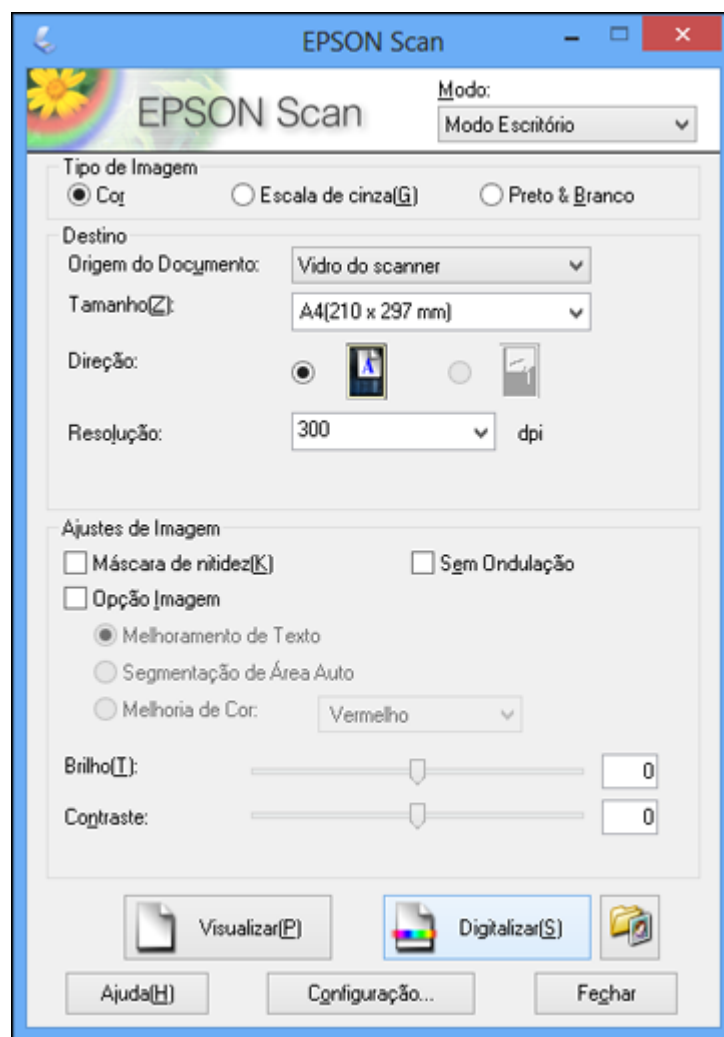 EPSON Scan
EPSON Scan
Modo:
Modo Escritório
Tipo de Imagem
Cor
Escala de cinza(G)
Preto & Branco
Destino
Origem do Documento:
Vidro do scanner
Tamanho(Z):
A4(210 x 297 mm)
Direção:
A
Resolução:
300
dpi
Ajustes de Imagem
Máscara de nitidez(K)
Sem Ondulação
Opção Imagem
Melhoramento de Texto
Segmentação de Área Auto
Melhoria de Cor:
Vermelho
Brilho(T):
0
Contraste:
0
Visualizar(P)
Digitalizar(S)
Ajuda(H)
Configuração...
Fechar